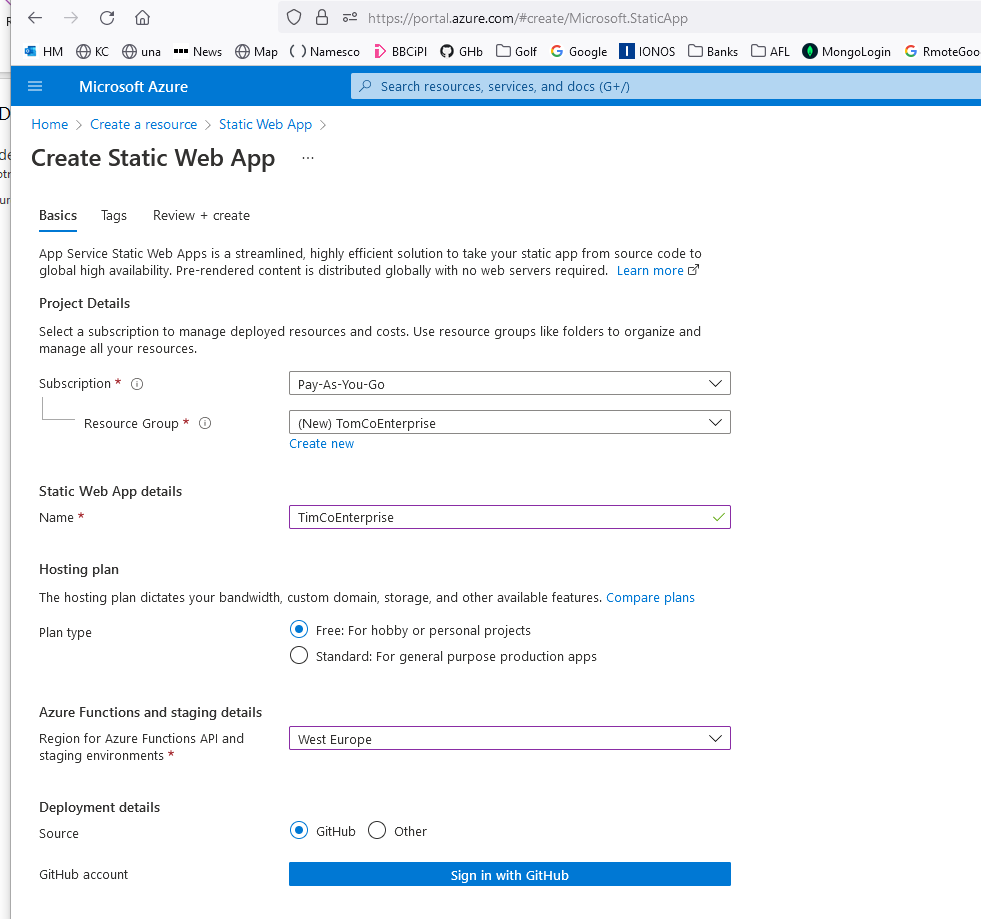 https://portal.azure.com/#create/Microsoft.StaticApp
HM KC una News Map Namesco BBCiPl GHb Golf Google IONOS Banks AFL MongoLogin RmoteGoo
Microsoft Azure
Search resources, services, and docs (G+/)
Home > Create a resource > Static Web App >
Create Static Web App ...
Basics Tags Review + create
App Service Static Web Apps is a streamlined, highly efficient solution to take your static app from source code to
global high availability. Pre-rendered content is distributed globally with no web servers required. Learn more
Project Details
Select a subscription to manage deployed resources and costs. Use resource groups like folders to organize and
manage all your resources.
Subscription *
Pay-As-You-Go
Resource Group *
(New) TomCoEnterprise
Create new
Static Web App details
Name *
TimCoEnterprise
Hosting plan
The hosting plan dictates your bandwidth, custom domain, storage, and other available features. Compare plans
Plan type
Free: For hobby or personal projects
Standard: For general purpose production apps
Azure Functions and staging details
Region for Azure Functions API and
staging environments *
West Europe
Deployment details
Source
GitHub Other
GitHub account
Sign in with GitHub